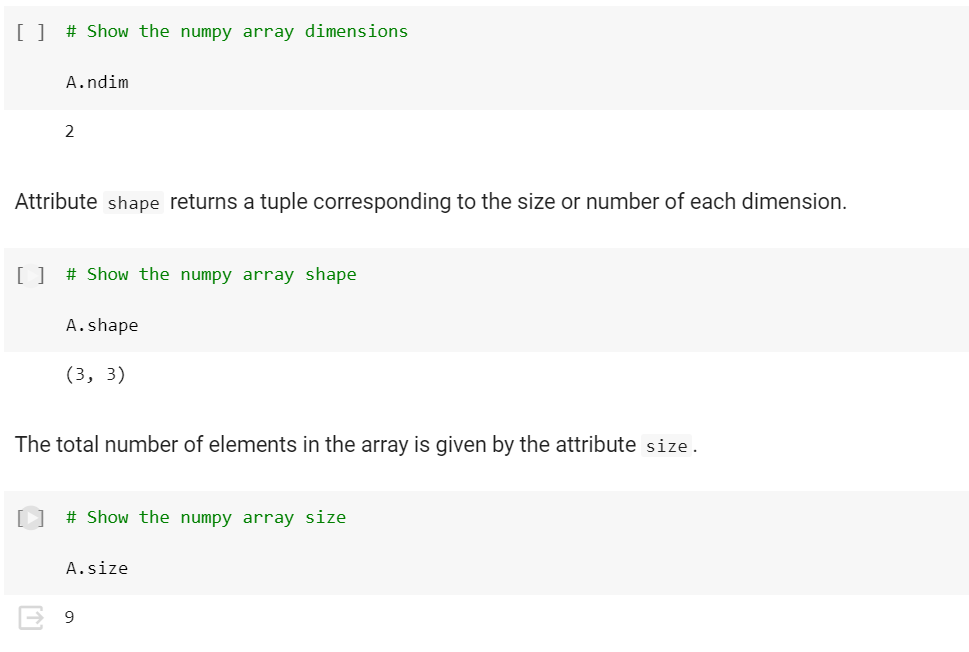 [ ] # Show the numpy array dimensions
A.ndim
2
Attribute shape returns a tuple corresponding to the size or number of each dimension.
[ ] # Show the numpy array shape
A.shape
(3, 3)
The total number of elements in the array is given by the attribute size.
[ ] # Show the numpy array size
A.size
9